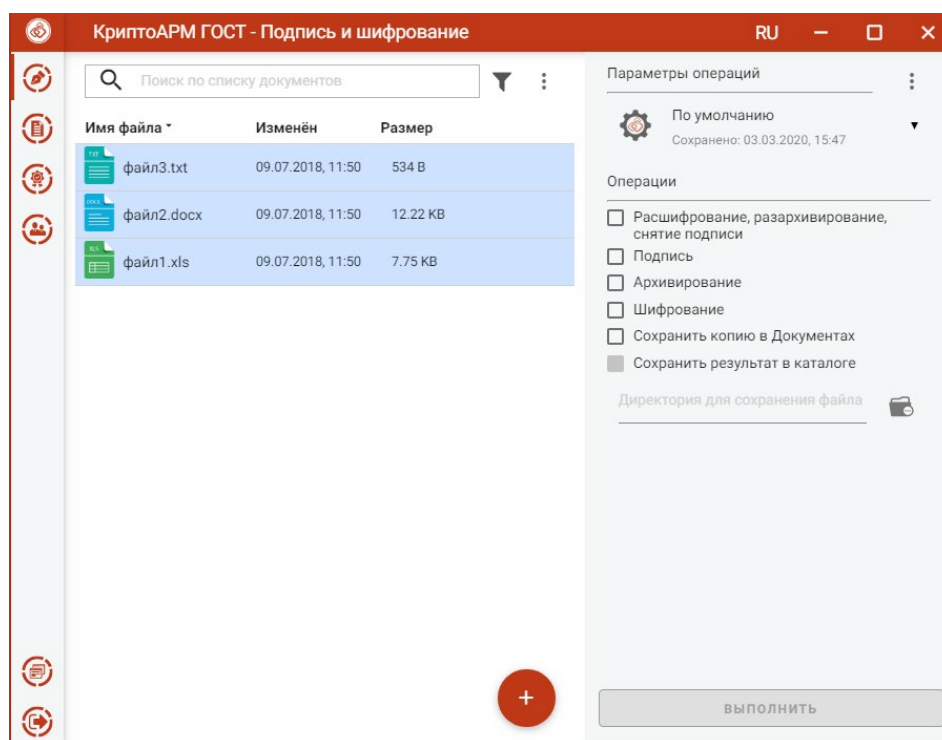 КриптоАРМ ГОСТ - Подпись и шифрование RU
Поиск по списку документов
Имя файла Изменён Размер
TXT файл3.txt 09.07.2018, 11:50 534 B
DOCX файл2.docx 09.07.2018, 11:50 12.22 KB
XLS файл1.xls 09.07.2018, 11:50 7.75 KB
Параметры операций
По умолчанию
Сохранено: 03.03.2020, 15:47
Операции
Расшифрование, разархивирование,
снятие подписи
Подпись
Архивирование
Шифрование
Сохранить копию в Документах
Сохранить результат в каталоге
Директория для сохранения файла
ВЫПОЛНИТЬ